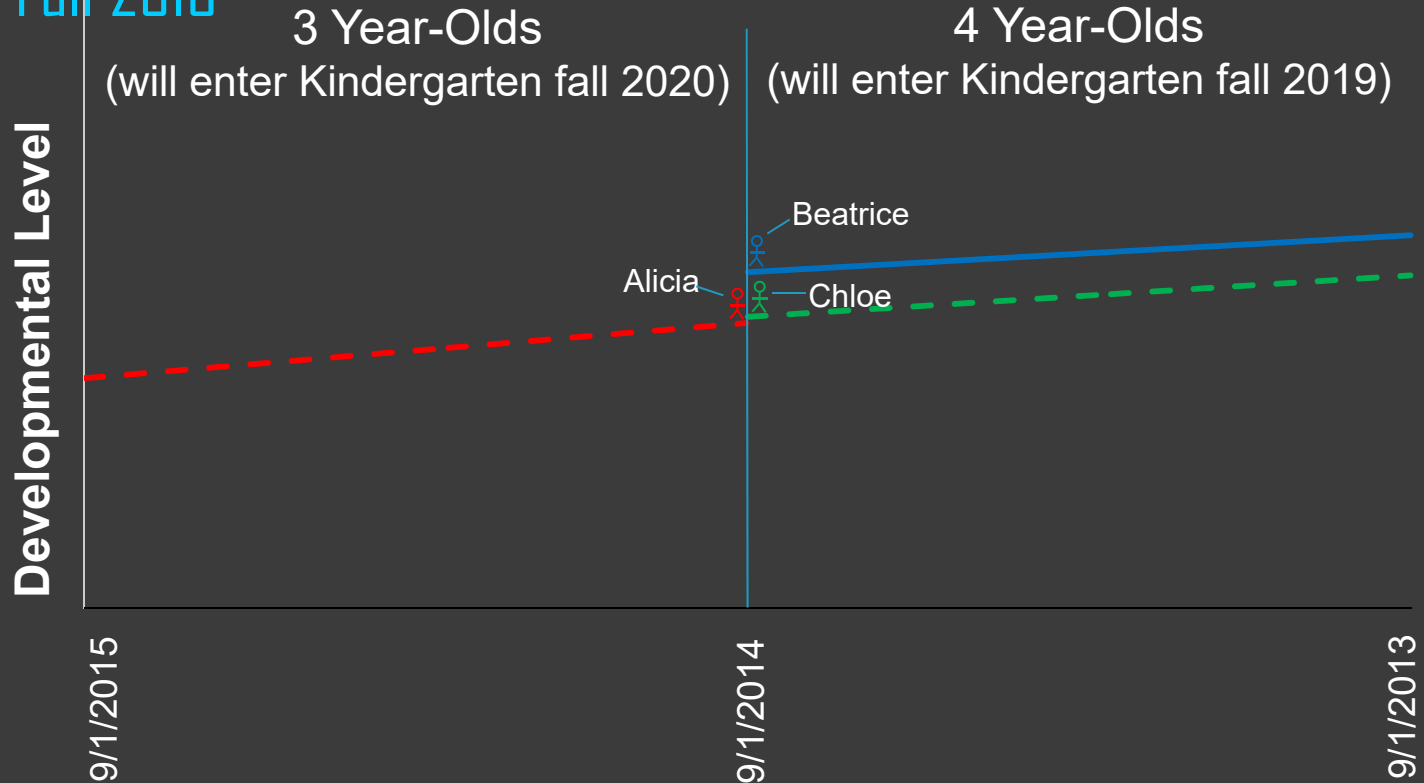 3 Year-Olds
(will enter Kindergarten fall 2020)
4 Year-Olds
(will enter Kindergarten fall 2019)
Developmental Level
Beatrice
Alicia
Chloe
9/1/2015
9/1/2014
9/1/2013